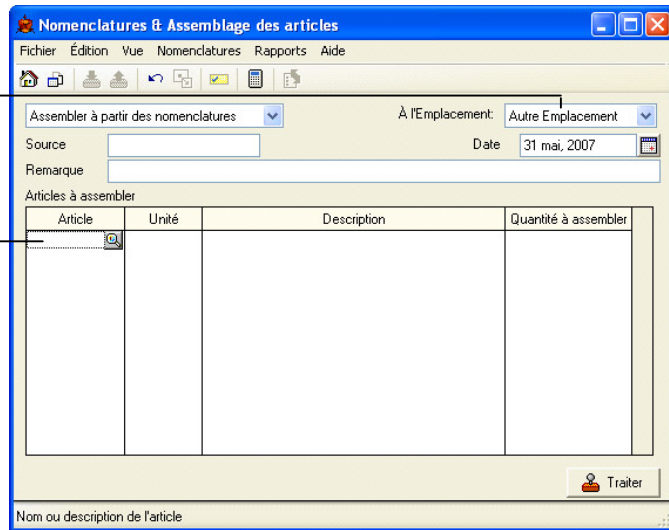 Nomenclatures & Assemblage des articles
Fichier Édition Vue Nomenclatures Rapports Aide
Assembler à partir des nomenclatures À l'Emplacement: Autre Emplacement
Source Date 31 mai, 2007
Remarque
Articles à assembler
Article Unité Description Quantité à assembler
Traiter
Nom ou description de l'article